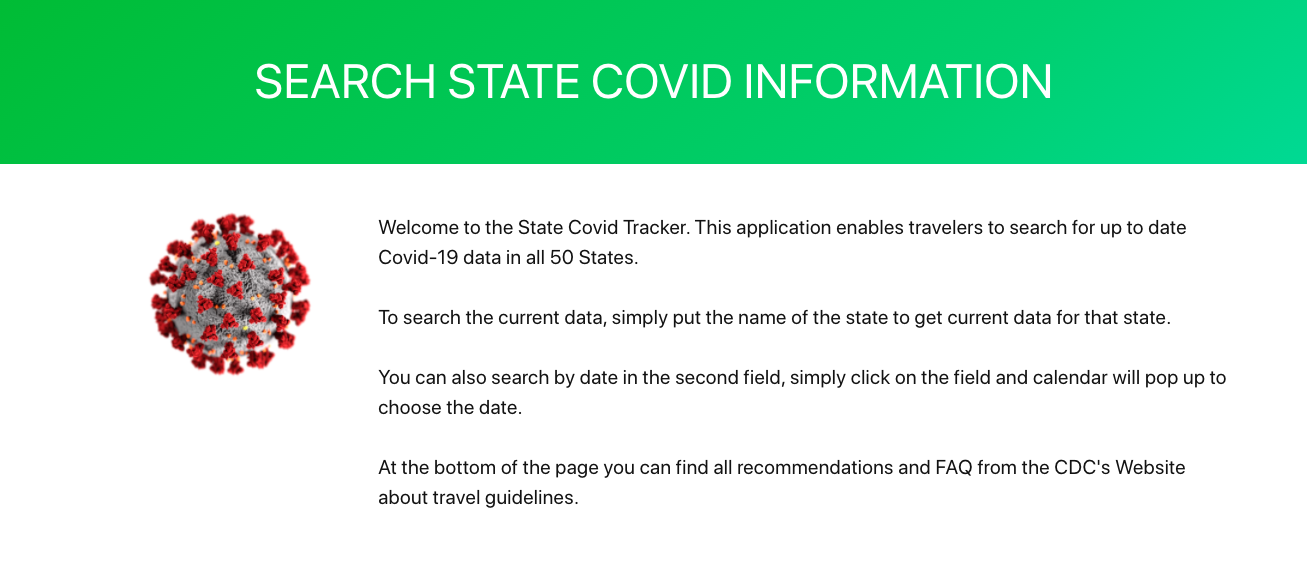 SEARCH STATE COVID INFORMATION
Welcome to the State Covid Tracker. This application enables travelers to search for up to date
Covid-19 data in all 50 States.
To search the current data, simply put the name of the state to get current data for that state.
You can also search by date in the second field, simply click on the field and calendar will pop up to
choose the date.
At the bottom of the page you can find all recommendations and FAQ from the CDC's Website
about travel guidelines.